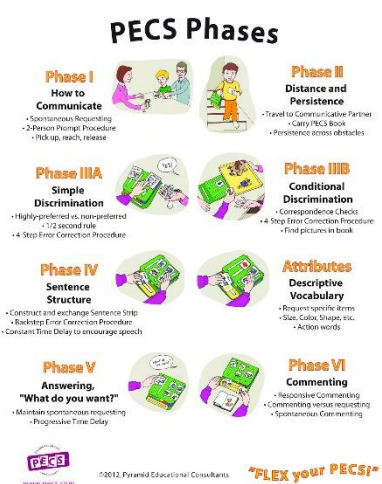 PECS Phases
Phase I
How to
Communicate
• Spontaneous Requesting
• 2-Person Prompt Procedure
• Pick up, reach, release
Phase II
Distance and
Persistence
• Travel to Communicative Partner
• Carry PECS Book
• Persistence across obstacles
Phase IIIA
Simple
Discrimination
• Highly-preferred vs. non-preferred
• 1/2 second rule
• 4-Step Error Correction Procedure
Phase IIIB
Conditional
Discrimination
• Correspondence Checks
• 4-Step Error Correction Procedure
• Find pictures in book
Phase IV
Sentence
Structure
• Construct and exchange Sentence Strip
• Backstep Error Correction Procedure
• Constant Time Delay to encourage speech
Attributes
Descriptive
Vocabulary
• Request specific items
• Size, Color, Shape, etc.
• Action words
Phase V
Answering,
"What do you want?"
• Maintain spontaneous requesting
• Progressive Time Delay
Phase VI
Commenting
• Responsive Commenting
• Commenting versus requesting
• Spontaneous Commenting
PECS
www.pecs.com
©2012, Pyramid Educational Consultants
"FLEX your PECS!"